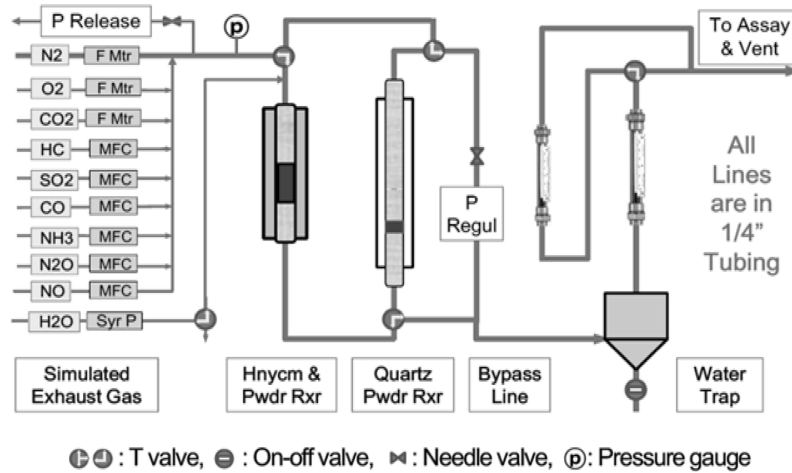 P Release
P
To Assay
& Vent
N2 F Mtr
O2 F Mtr
CO2 F Mtr
HC MFC
SO2 MFC
CO MFC
NH3 MFC
N2O MFC
NO MFC
H2O Syr P
P
Regul
All
Lines
are in
1/4”
Tubing
Simulated
Exhaust Gas
Hnycm &
Pwdr Rxr
Quartz
Pwdr Rxr
Bypass
Line
Water
Trap
: T valve, : On-off valve, : Needle valve, P: Pressure gauge